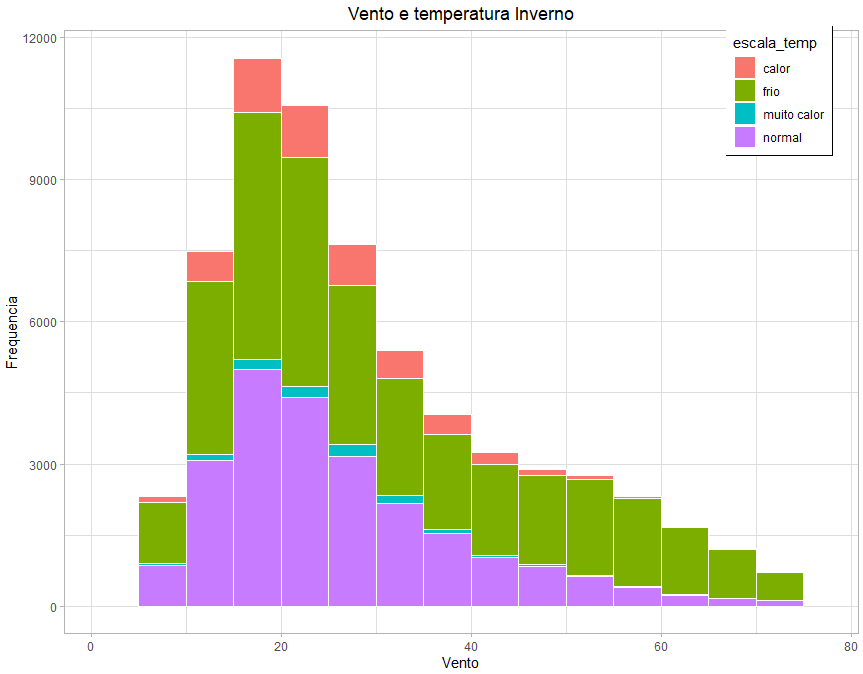 Vento e temperatura Inverno
escala_temp
calor
frio
muito calor
normal
12000
9000
6000
3000
0
Frequencia
0 20 40 60 80
Vento